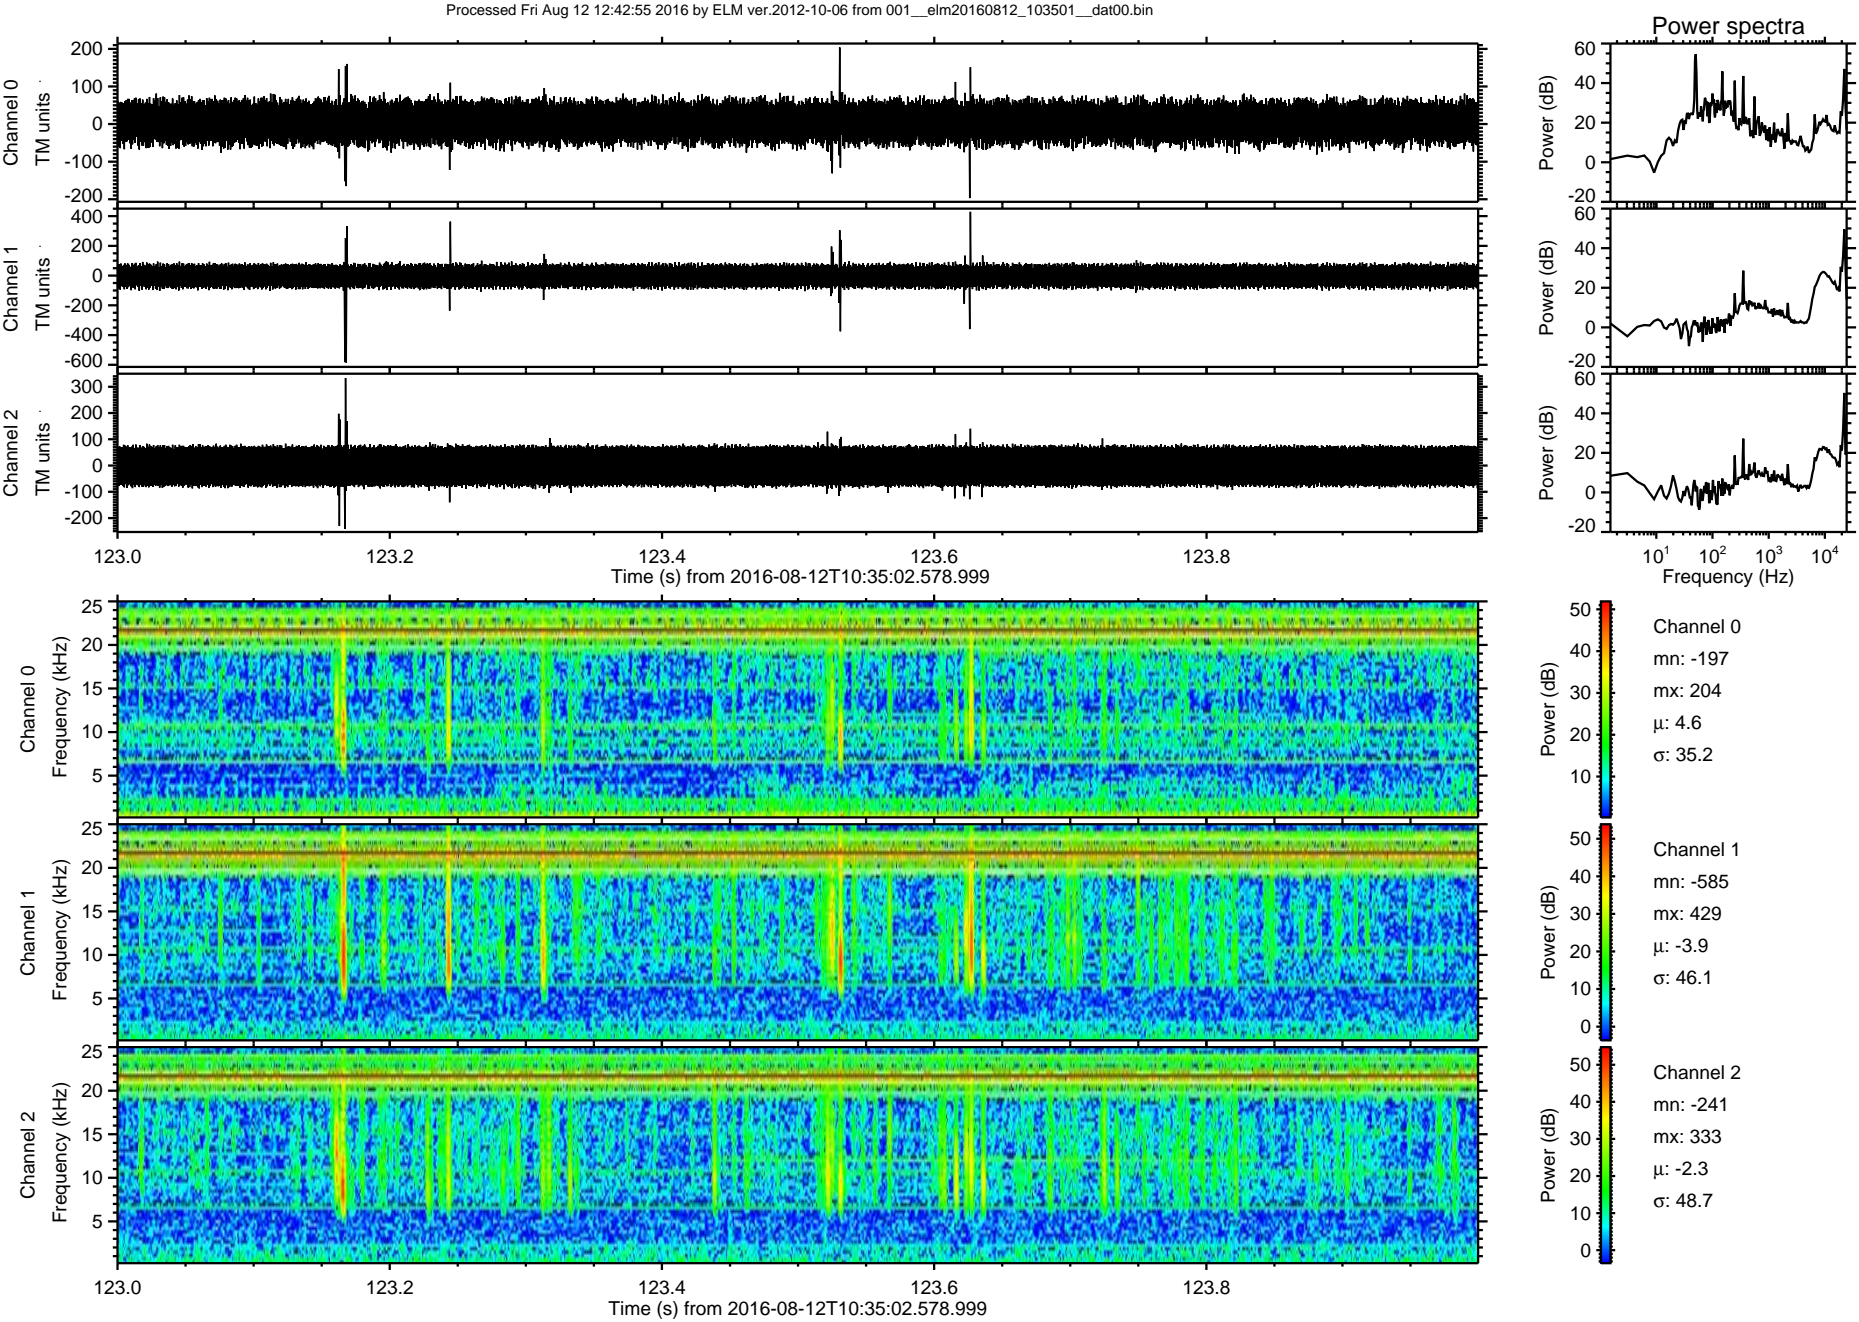 Processed Fri Aug 12 12:42:55 2016 by ELM ver.2012-10-06 from 001__elm20160812_103501__dat00.bin
Power spectra
Channel 0
TM units
200
100
0
-100
-200
Power (dB)
60
40
20
0
-20
Channel 1
TM units
400
200
0
-200
-400
-600
Power (dB)
60
40
20
0
-20
Channel 2
TM units
300
200
100
0
-100
-200
Power (dB)
60
40
20
0
-20
123.0 123.2 123.4 123.6 123.8
Time (s) from 2016-08-12T10:35:02.578.999
10¹ 10² 10³ 10⁴
Frequency (Hz)
Channel 0
Frequency (kHz)
25
20
15
10
5
Power (dB)
50
40
30
20
10
Channel 0
mn: -197
mx: 204
µ: 4.6
σ: 35.2
Channel 1
Frequency (kHz)
25
20
15
10
5
Power (dB)
50
40
30
20
10
0
Channel 1
mn: -585
mx: 429
µ: -3.9
σ: 46.1
Channel 2
Frequency (kHz)
25
20
15
10
5
Power (dB)
50
40
30
20
10
0
Channel 2
mn: -241
mx: 333
µ: -2.3
σ: 48.7
123.0 123.2 123.4 123.6 123.8
Time (s) from 2016-08-12T10:35:02.578.999